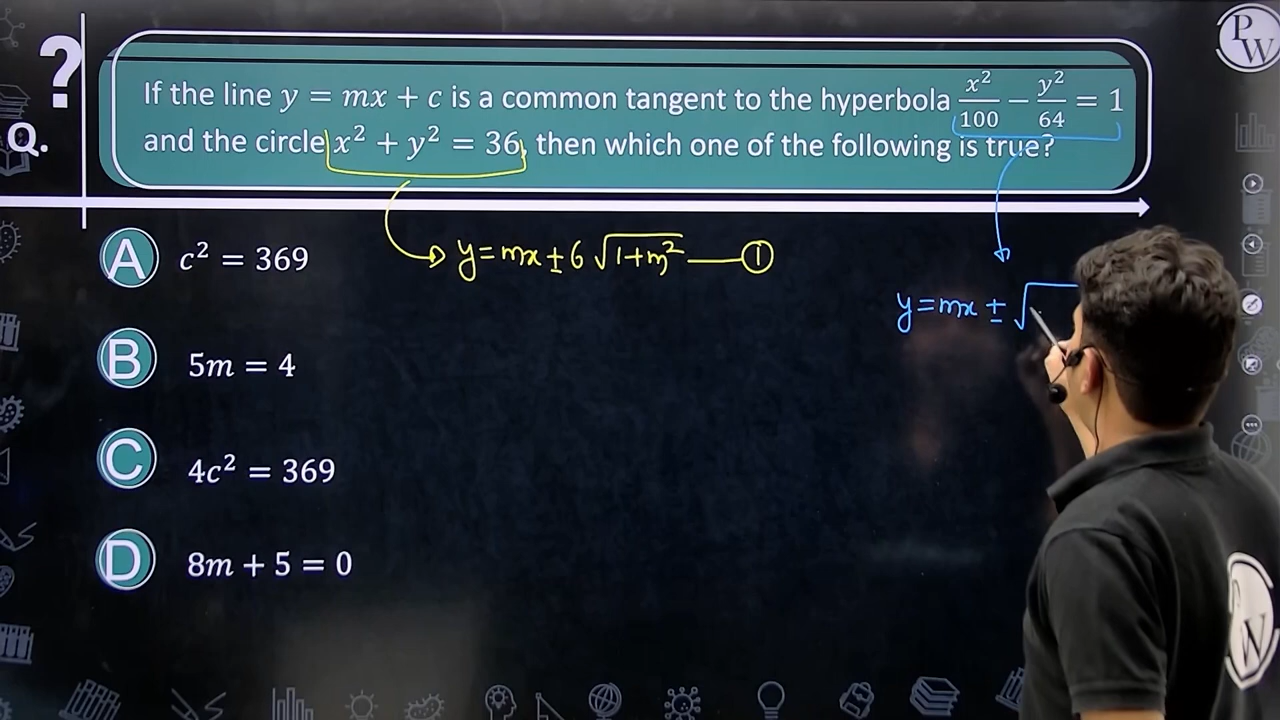 PW
?
Q.
If the line y = mx + c is a common tangent to the hyperbola x²/100 − y²/64 = 1
and the circle x² + y² = 36, then which one of the following is true?
A c² = 369
y = mx ± 6 √(1+m²) —— ①
y = mx ± √
B 5m = 4
C 4c² = 369
D 8m + 5 = 0
W